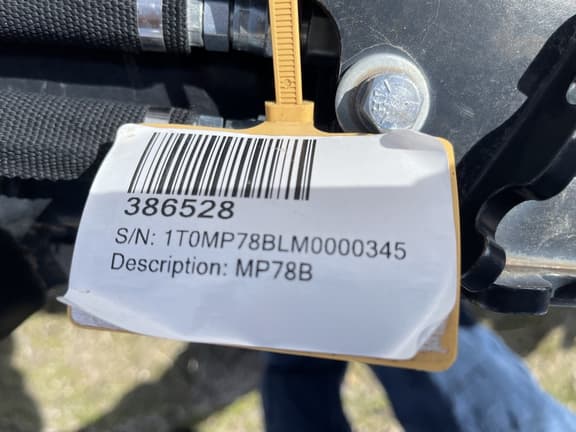 386528
S/N: 1T0MP78BLM0000345
Description: MP78B